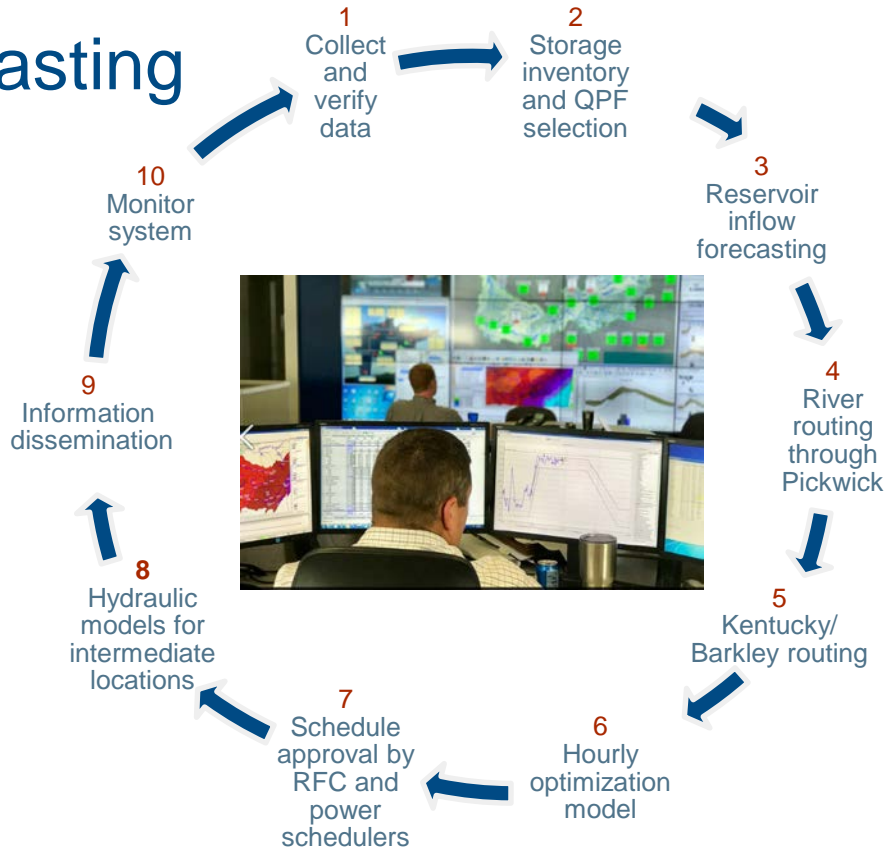 asting
1
Collect
and
verify
data
2
Storage
inventory
and QPF
selection
3
Reservoir
inflow
forecasting
4
River
routing
through
Pickwick
5
Kentucky/
Barkley routing
6
Hourly
optimization
model
7
Schedule
approval by
RFC and
power
schedulers
8
Hydraulic
models for
intermediate
locations
9
Information
dissemination
10
Monitor
system